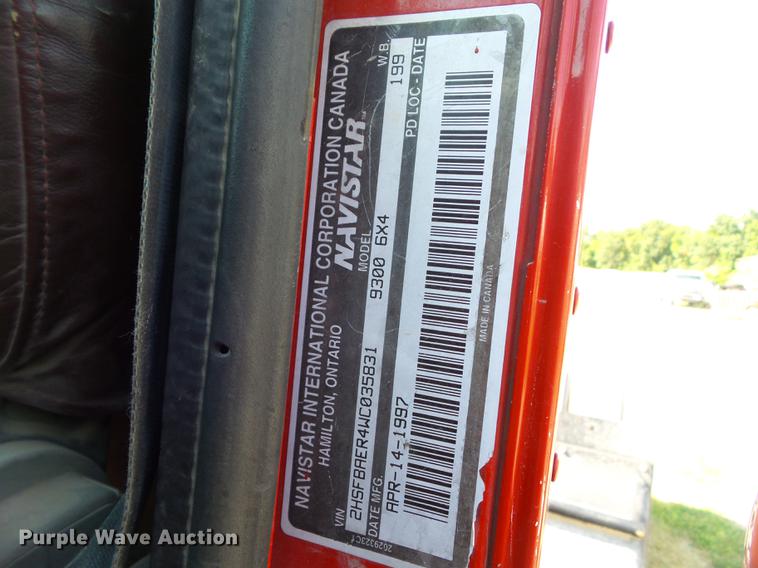 NAVISTAR INTERNATIONAL CORPORATION CANADA
HAMILTON, ONTARIO
NAVISTAR
VIN MODEL W.B.
2HSFBAER4WC035831 9300 6X4 199
DATE MFG. PD LOC - DATE
APR-14-1997
MADE IN CANADA
2029323C1
Purple Wave Auction